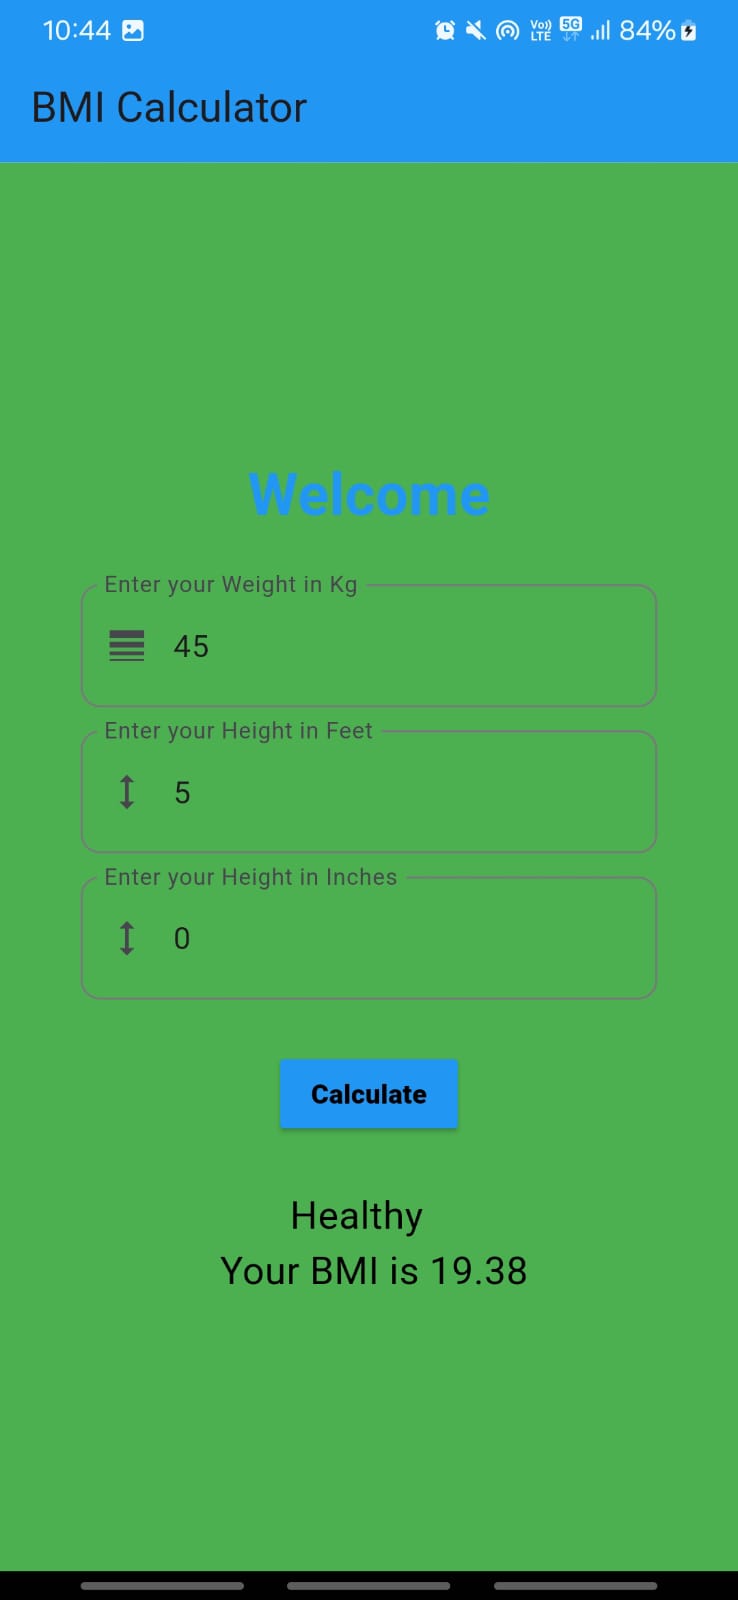 10:44 Vo)) LTE 5G 84%
BMI Calculator
Welcome
Enter your Weight in Kg
45
Enter your Height in Feet
5
Enter your Height in Inches
0
Calculate
Healthy
Your BMI is 19.38